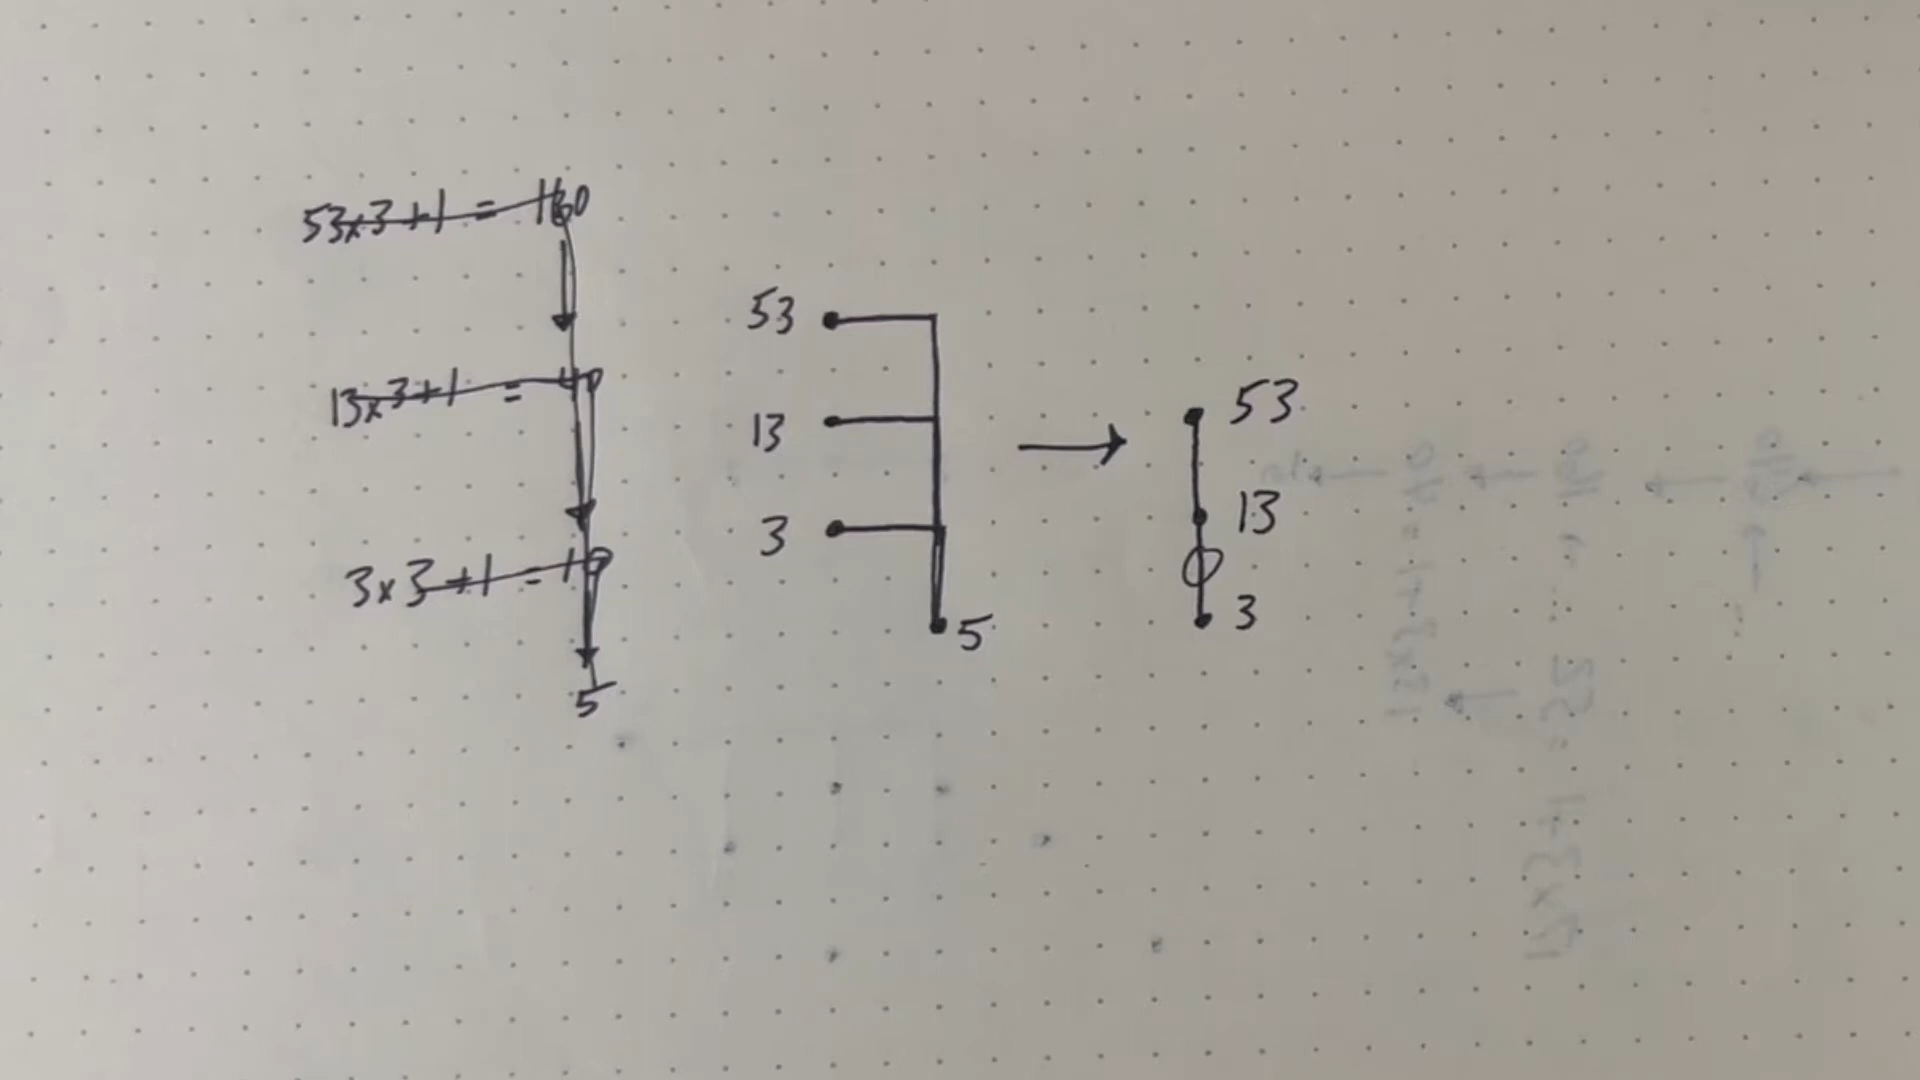 53x3+1 = 160
13x3+1 = 40
3x3+1 = 10
5
53
13
3
5
53
13
3